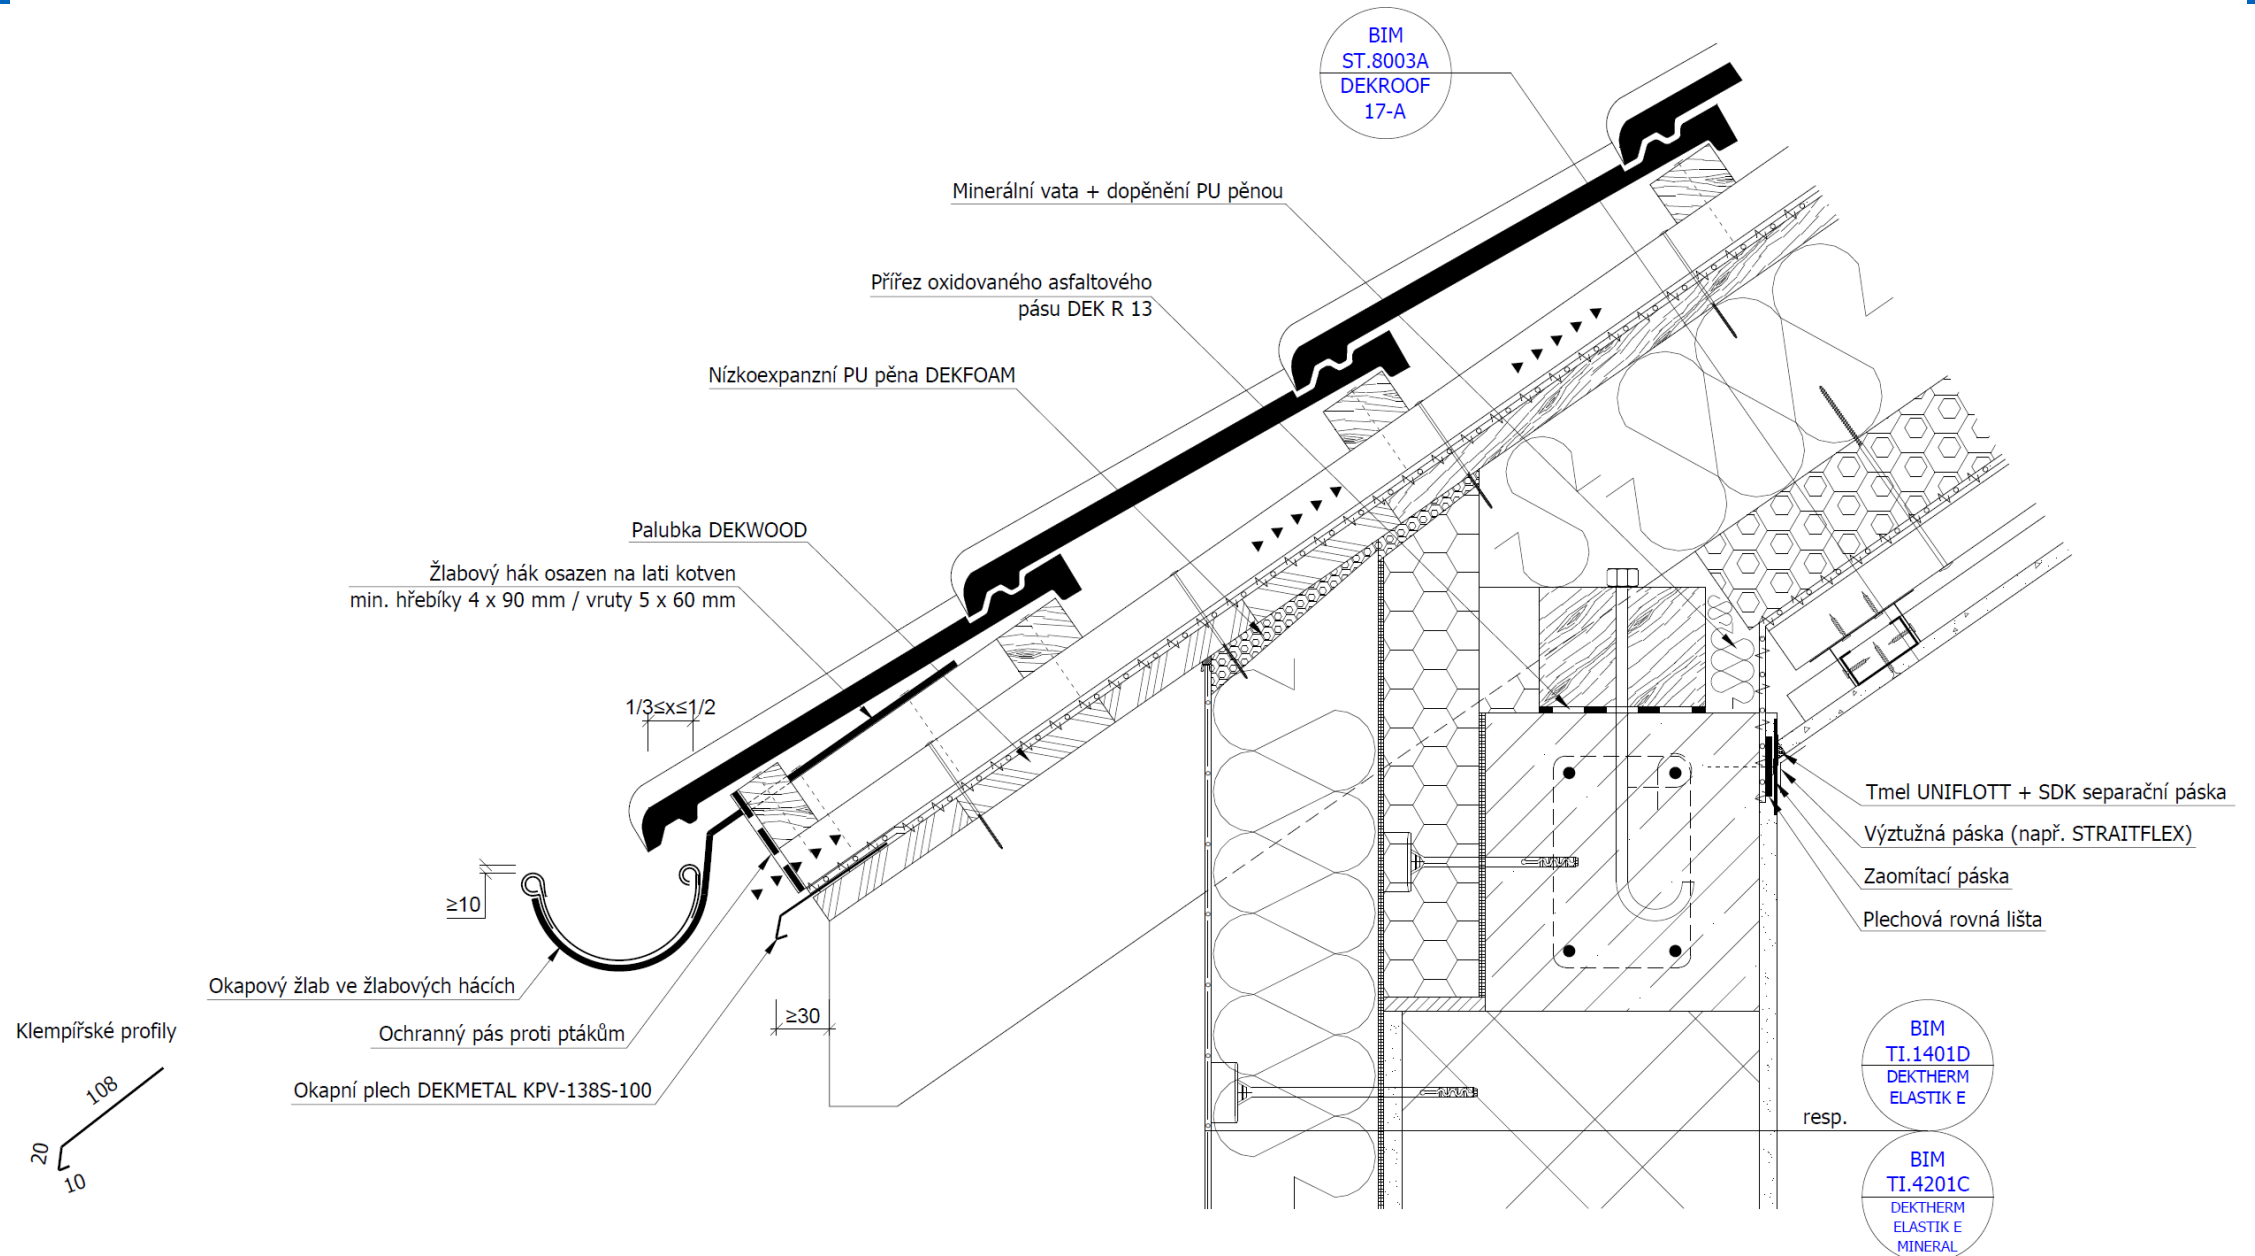 BIM
ST.8003A
DEKROOF
17-A
Minerální vata + dopěnění PU pěnou
Přířez oxidovaného asfaltového
pásu DEK R 13
Nízkoexpanzní PU pěna DEKFOAM
Palubka DEKWOOD
Žlabový hák osazen na lati kotven
min. hřebíky 4 x 90 mm / vruty 5 x 60 mm
1/3≤x≤1/2
≥10
Okapový žlab ve žlabových hácích
Ochranný pás proti ptákům
Okapní plech DEKMETAL KPV-138S-100
≥30
Klempířské profily
108
20
10
Tmel UNIFLOTT + SDK separační páska
Výztužná páska (např. STRAITFLEX)
Zaomítací páska
Plechová rovná lišta
BIM
TI.1401D
DEKTHERM
ELASTIK E
resp.
BIM
TI.4201C
DEKTHERM
ELASTIK E
MINERAL